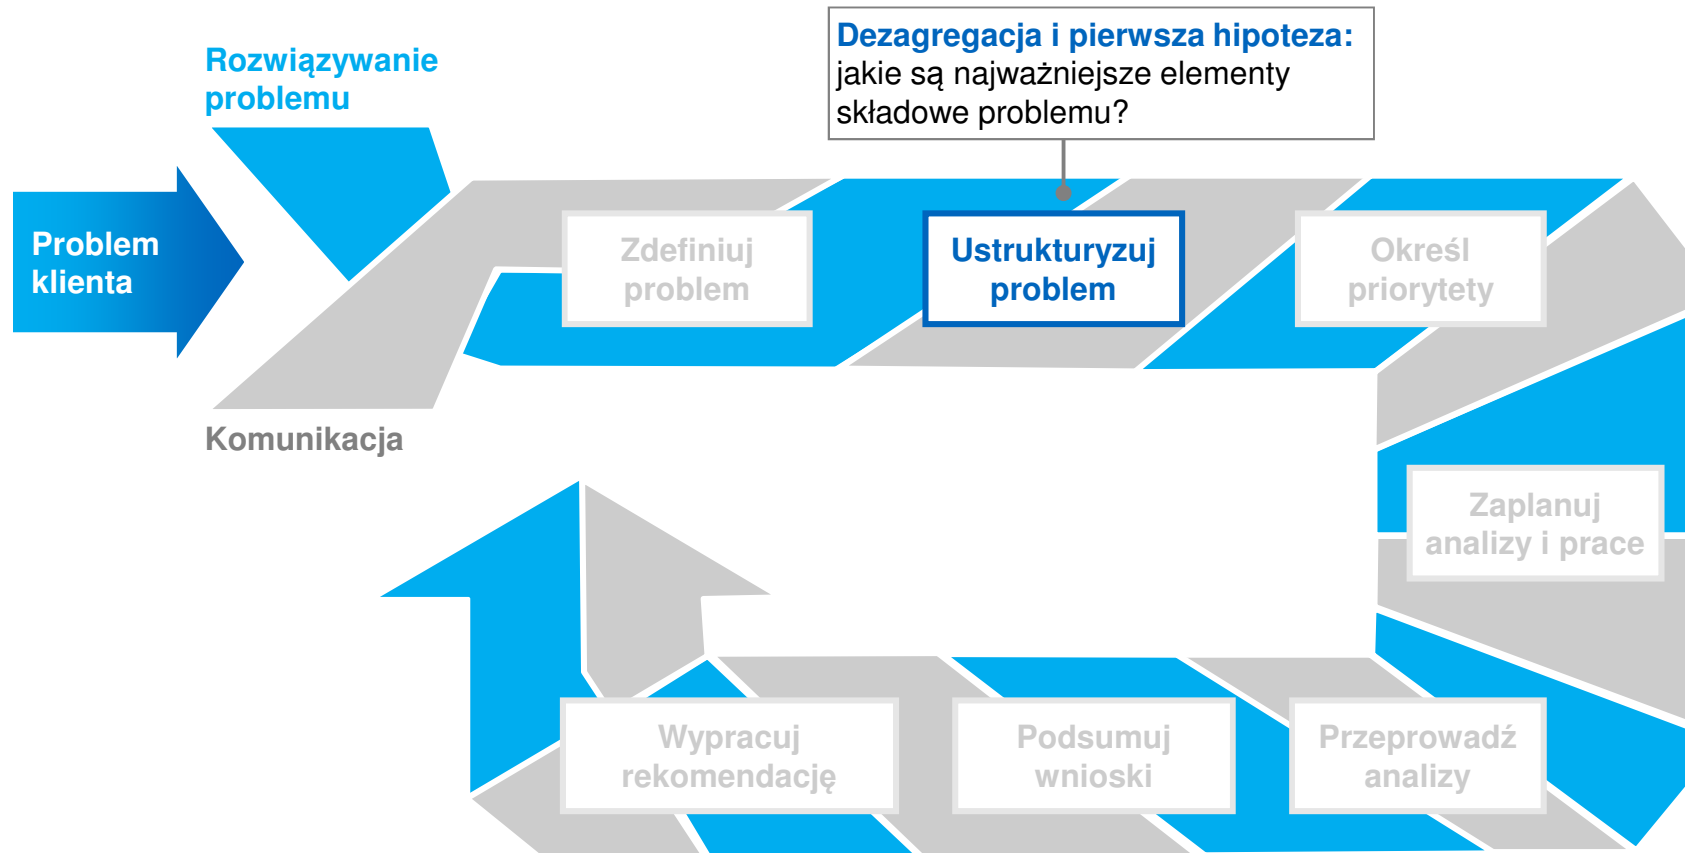 Dezagregacja i pierwsza hipoteza:
jakie są najważniejsze elementy
składowe problemu?
Rozwiązywanie
problemu
Problem
klienta
Zdefiniuj
problem
Ustrukturyzuj
problem
Określ
priorytety
Komunikacja
Zaplanuj
analizy i prace
Wypracuj
rekomendację
Podsumuj
wnioski
Przeprowadź
analizy